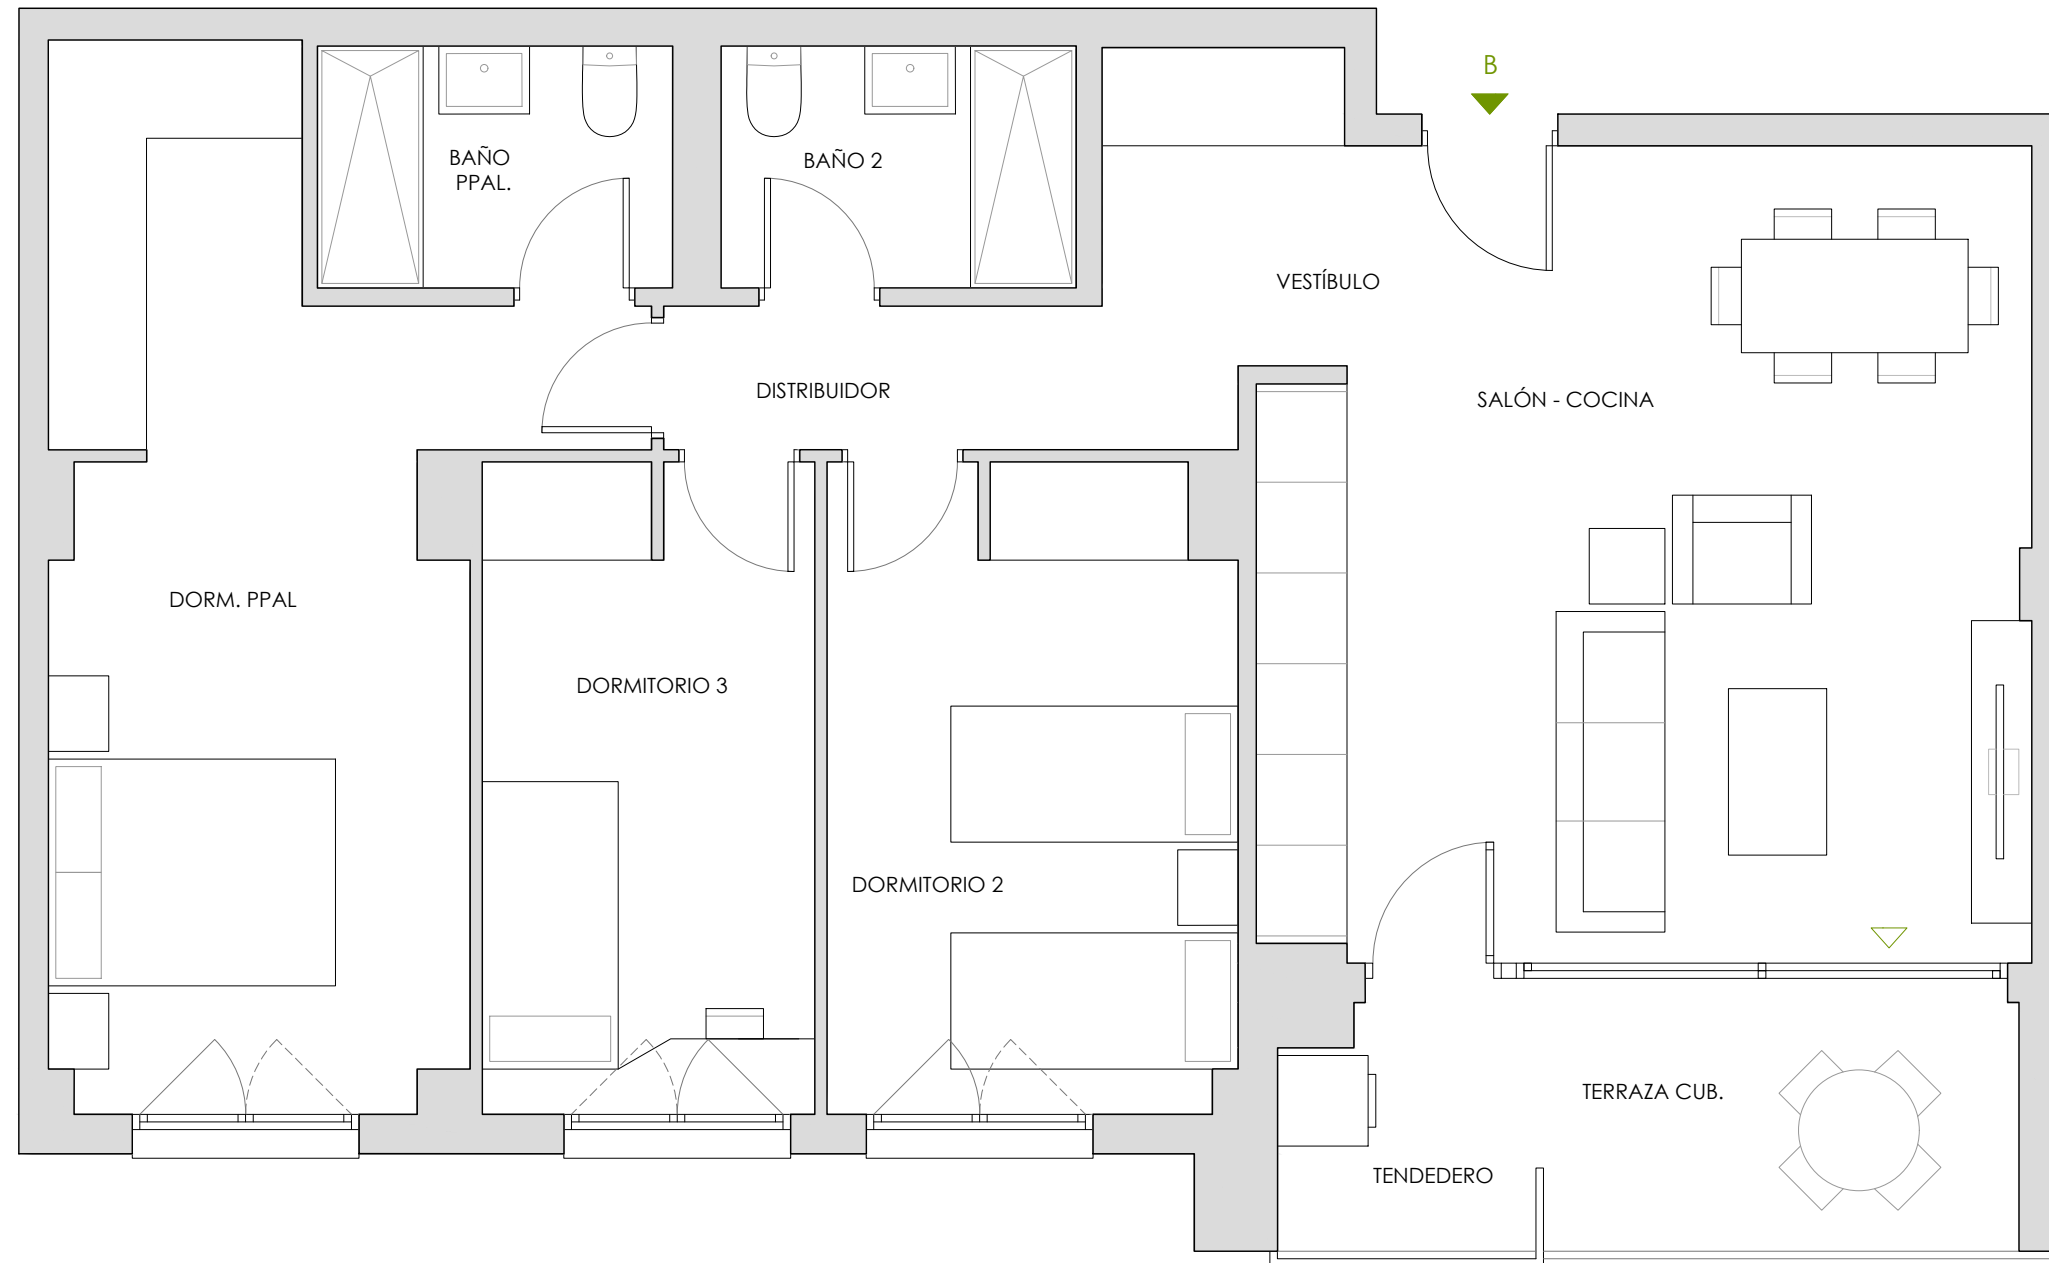 B
BAÑO
PPAL.
BAÑO 2
VESTÍBULO
DISTRIBUIDOR
SALÓN - COCINA
DORM. PPAL
DORMITORIO 3
DORMITORIO 2
TERRAZA CUB.
TENDEDERO